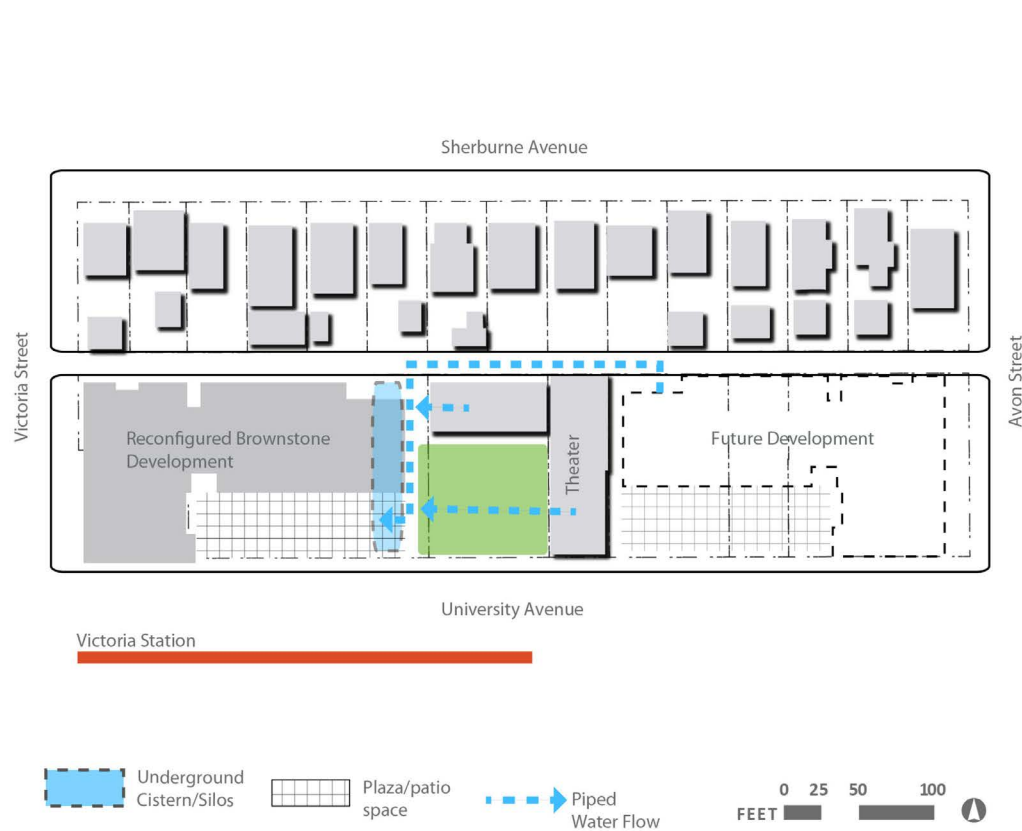 Sherburne Avenue
Victoria Street
Avon Street
Reconfigured Brownstone
Development
Theater
Future Development
University Avenue
Victoria Station
Underground
Cistern/Silos
Plaza/patio
space
Piped
Water Flow
0 25 50 100
FEET